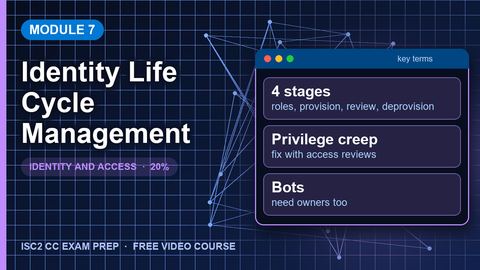 MODULE 7
Identity Life
Cycle
Management
IDENTITY AND ACCESS · 20%
ISC2 CC EXAM PREP · FREE VIDEO COURSE
key terms
4 stages
roles, provision, review, deprovision
Privilege creep
fix with access reviews
Bots
need owners too